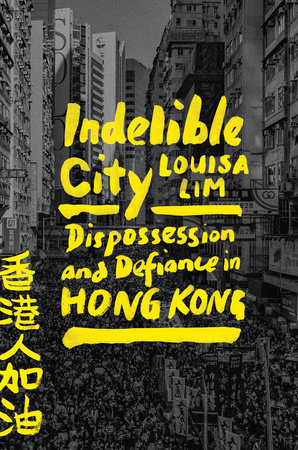 Indelible
City LOUISA
LIM
Dispossession
and Defiance in
HONG KONG
香港人加油